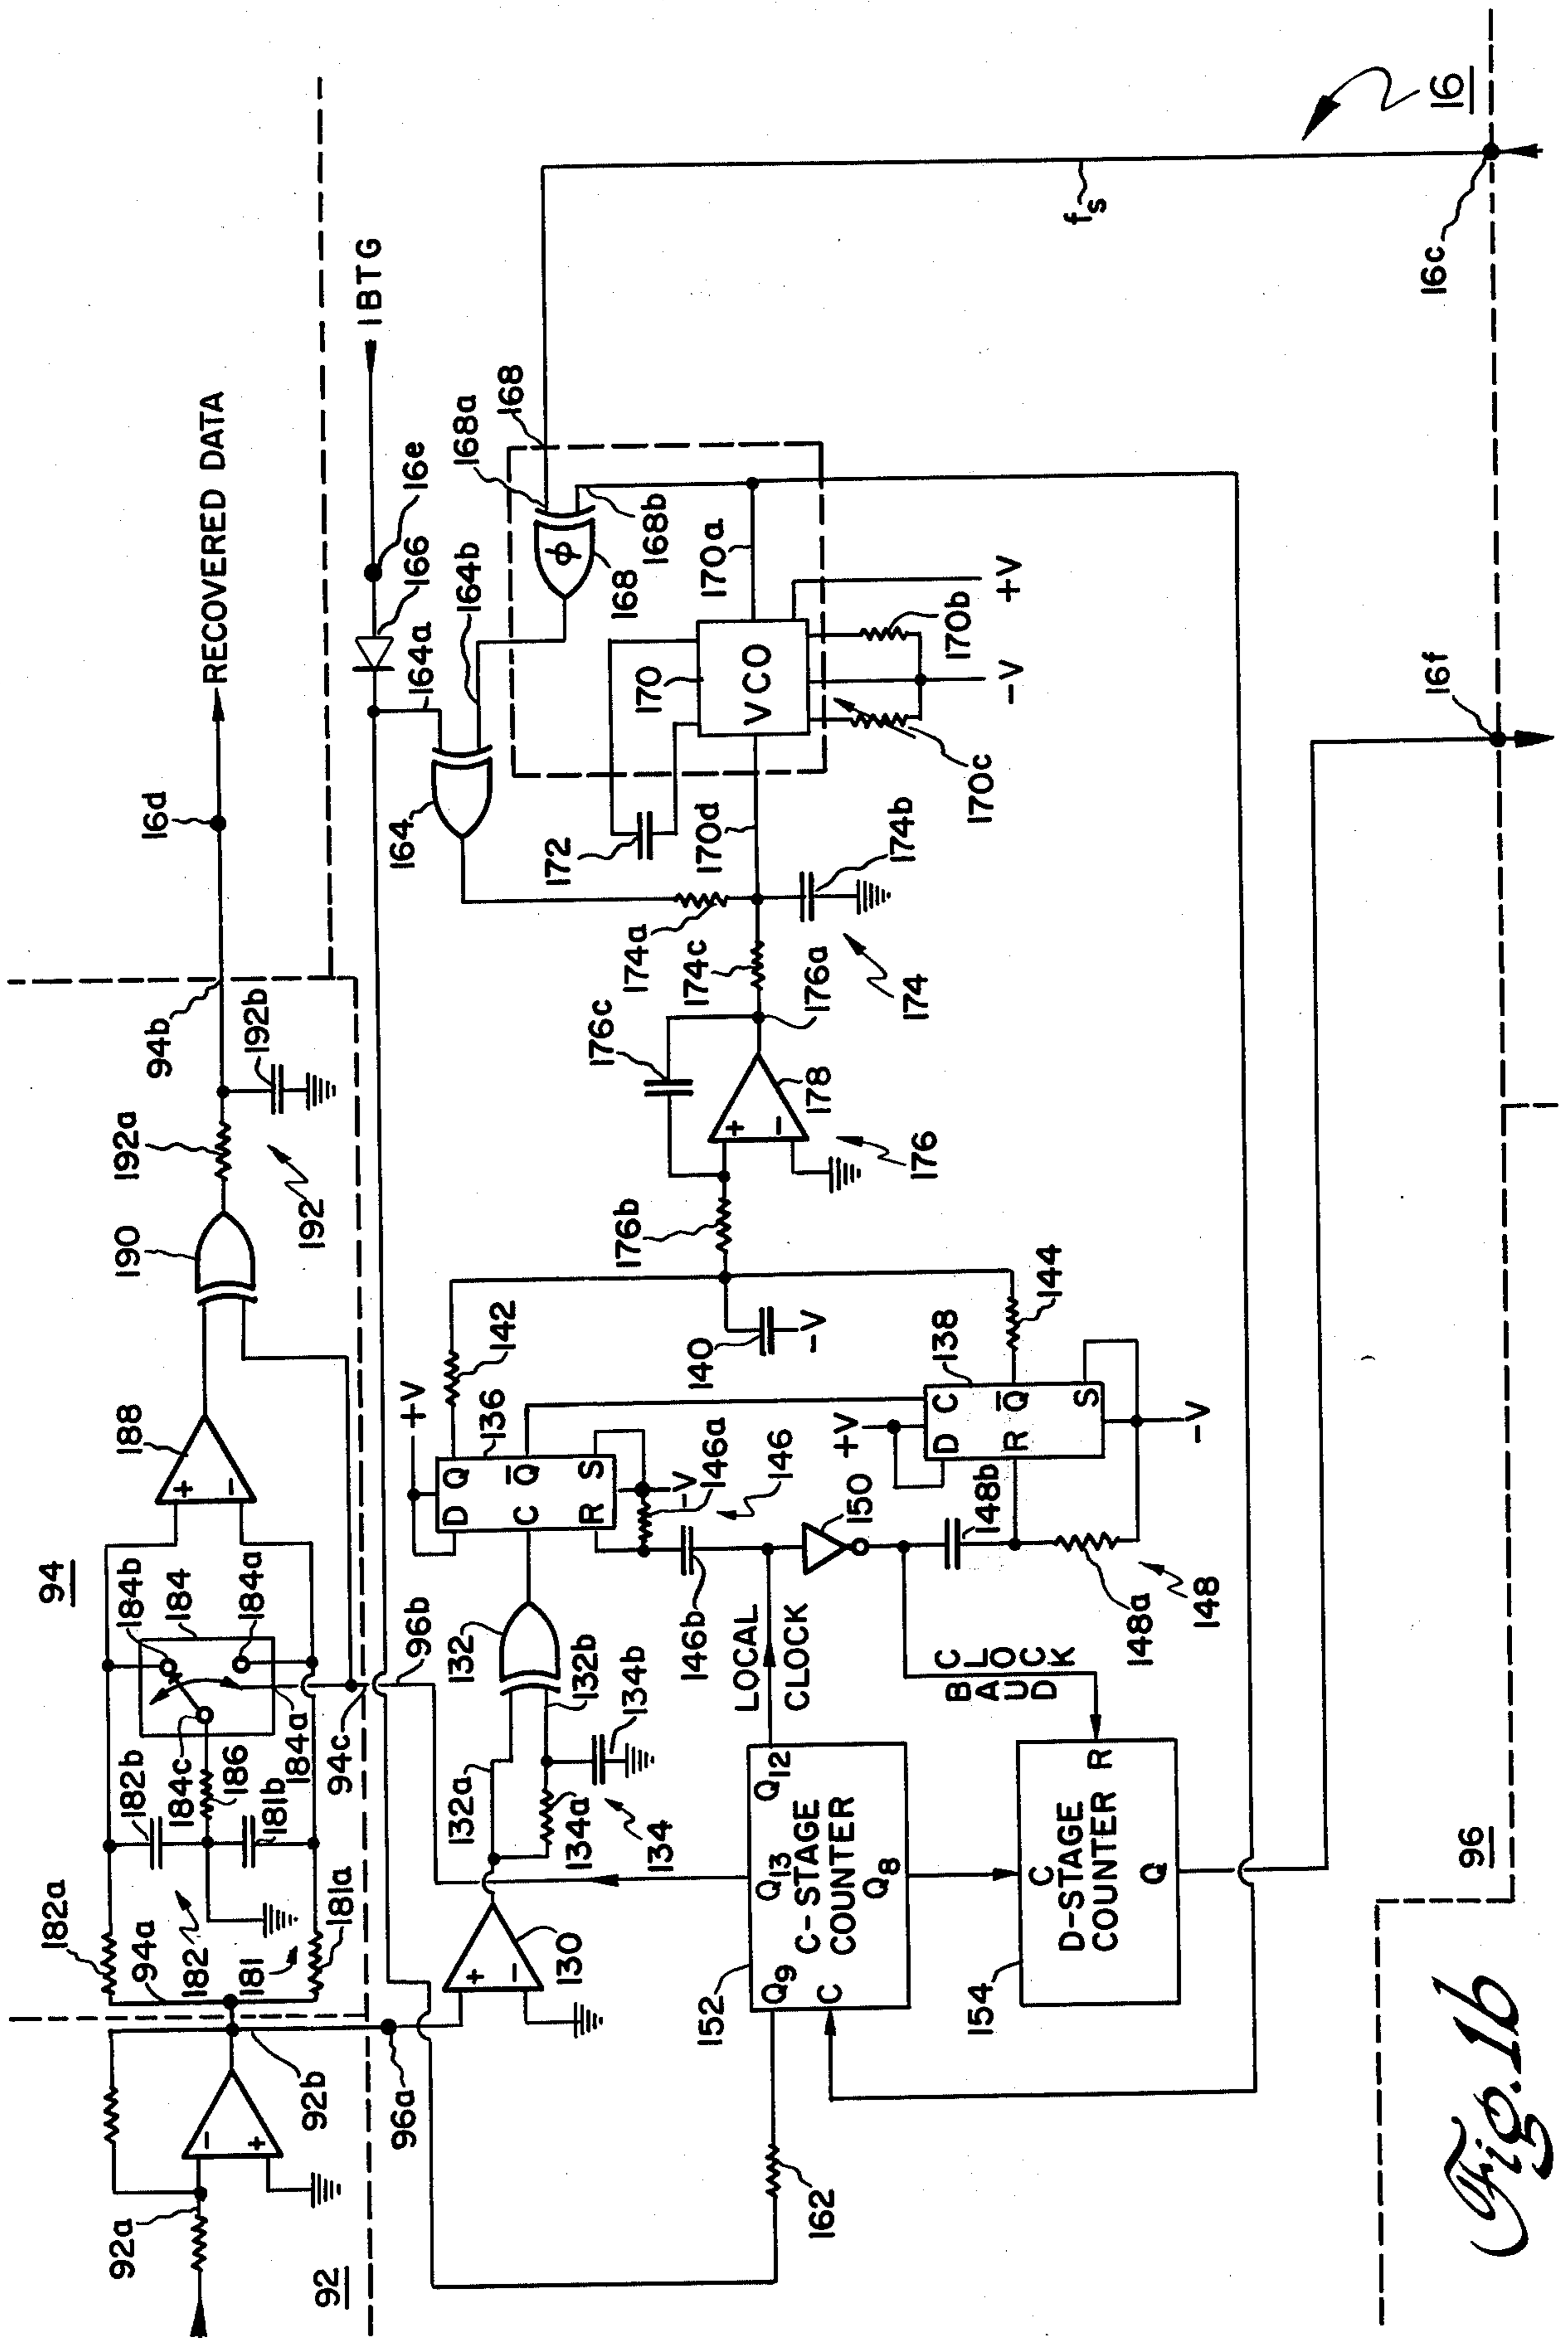 94
182a
94a
182
181
181a
182b
184c
186
181b
184a
184b
184
184a
+
-
188
190
192a
192
94b
192b
16d
RECOVERED DATA
92a
-
+
92b
92
96a
94c
96b
1BTG
16e
166
164a
164b
164
168a
168
168b
ϕ
168
170a
170
VCO
170b
170c
170d
+V
-V
172
174a
174b
174c
174
176a
176c
+
-
178
176
176b
fs
16
16c
16f
+
-
130
132a
132
132b
134a
134b
134
+V
D Q
C Q̅
R S
136
142
140
-V
-V
146a
146
146b
144
138
+V
D C
R Q̅
S
-V
150
148b
148a
148
LOCAL
CLOCK
BAUD
CLOCK
152
Q9
Q13
Q12
C
C-STAGE
COUNTER
Q8
162
154
C
R
D-STAGE
COUNTER
Q
96
Fig. 1b